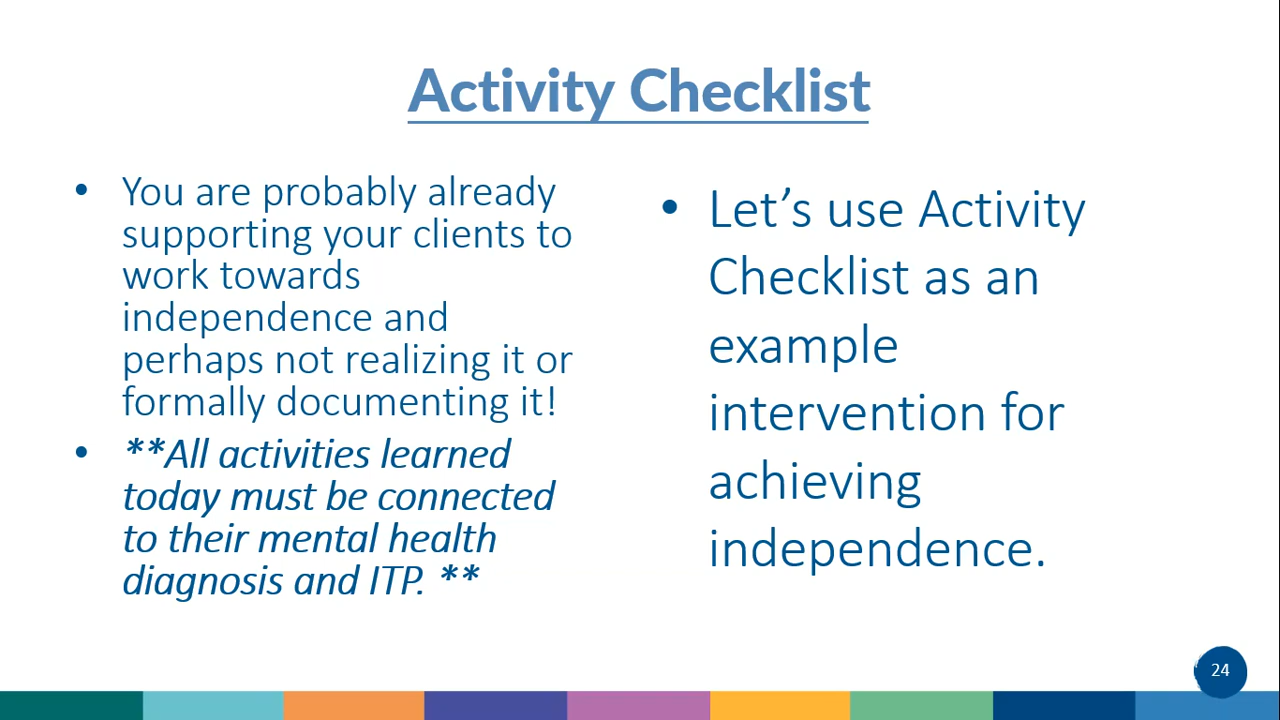 Activity Checklist
• You are probably already
supporting your clients to
work towards
independence and
perhaps not realizing it or
formally documenting it!
• **All activities learned
today must be connected
to their mental health
diagnosis and ITP. **
• Let’s use Activity
Checklist as an
example
intervention for
achieving
independence.
24